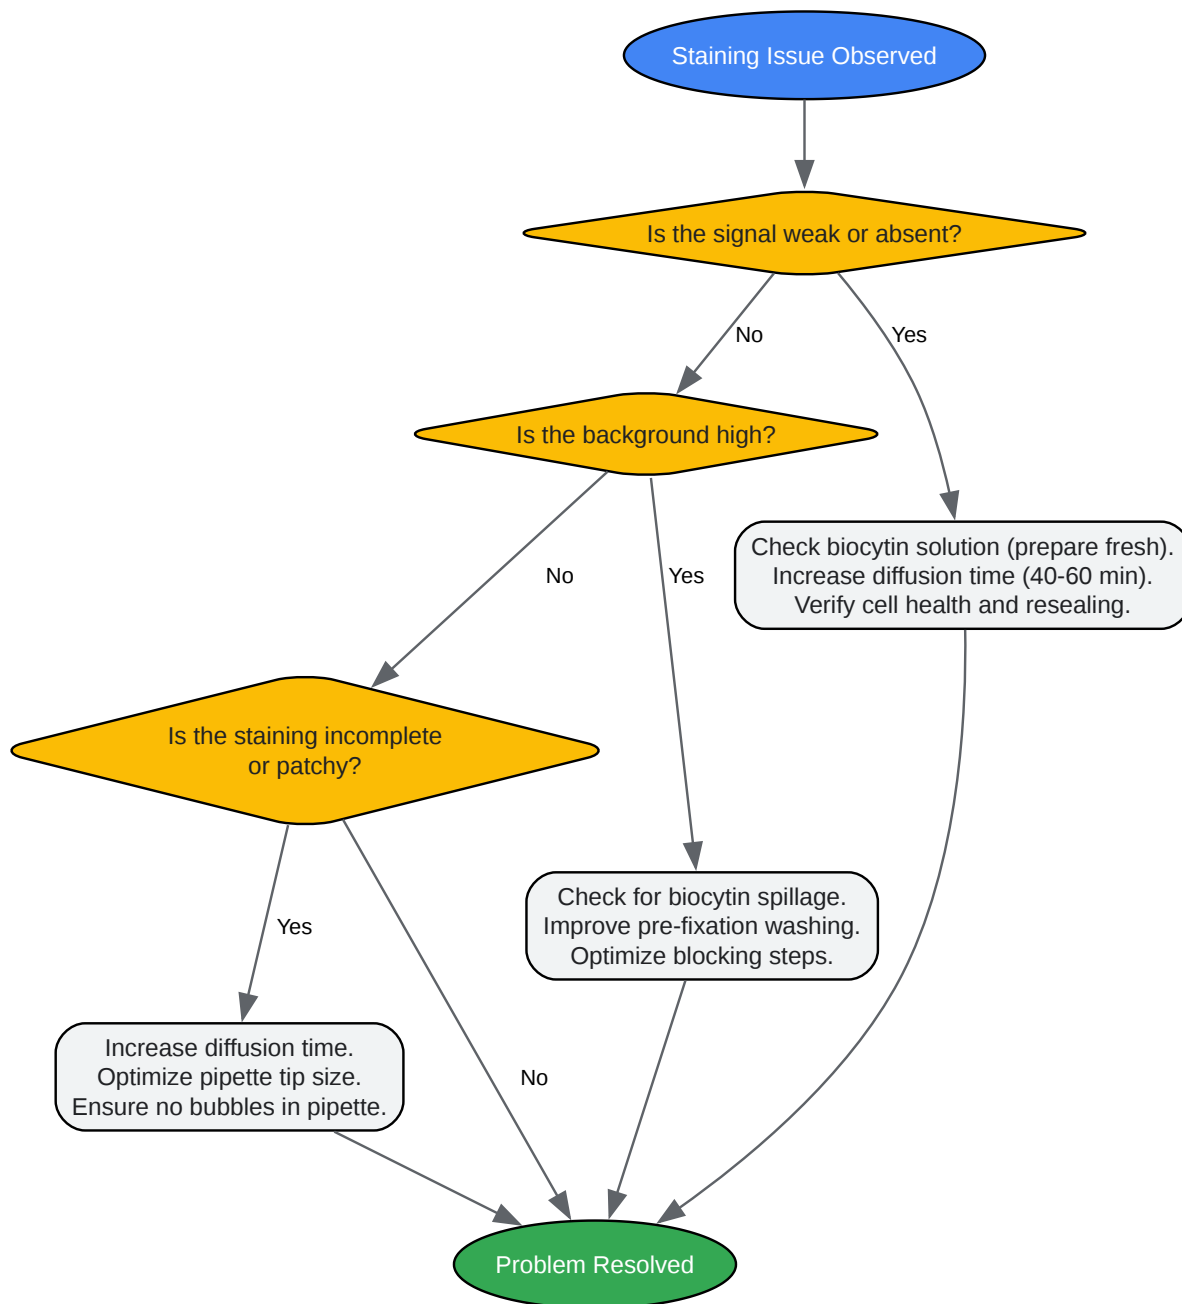 Staining Issue Observed
Is the signal weak or absent?
No
Yes
Is the background high?
Check biocytin solution (prepare fresh).
Increase diffusion time (40-60 min).
Verify cell health and resealing.
No
Yes
Is the staining incomplete
or patchy?
Check for biocytin spillage.
Improve pre-fixation washing.
Optimize blocking steps.
Yes
Increase diffusion time.
Optimize pipette tip size.
Ensure no bubbles in pipette.
No
Problem Resolved